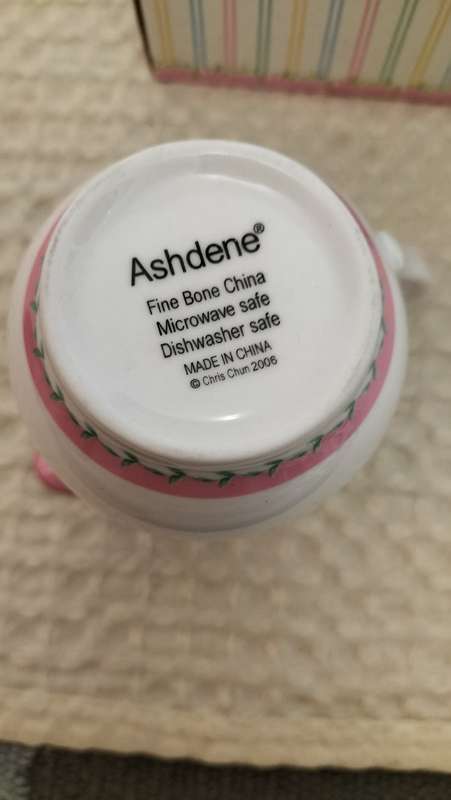 Ashdene®
Fine Bone China
Microwave safe
Dishwasher safe
MADE IN CHINA
© Chris Chun 2006